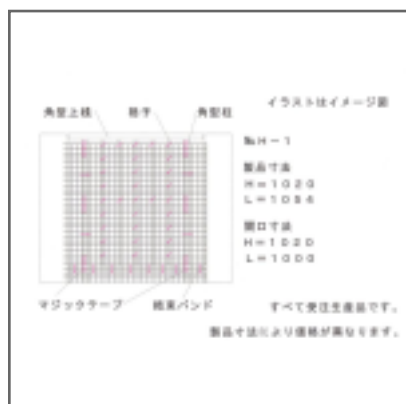 イラストはイメージ図
角型上桟 格子 角型柱
№H-1
製品寸法
H=1020
L=1054
開口寸法
H=1020
L=1000
マジックテープ 結束バンド
すべて受注生産品です。
製品寸法により価格が異なります。